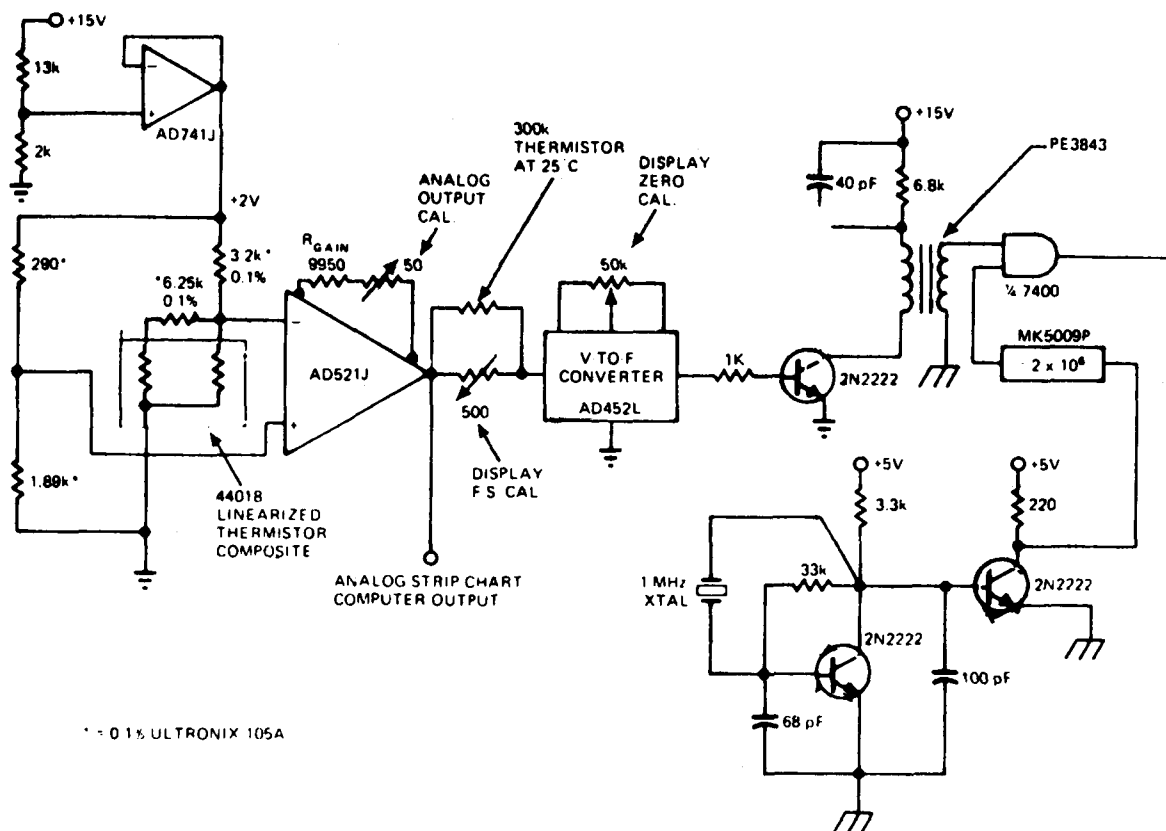 +15V
13k
AD741J
2k
+2V
290*
3.2k*
0.1%
*6.25k
0.1%
RGAIN
9950
50
ANALOG
OUTPUT
CAL.
300k
THERMISTOR
AT 25°C
DISPLAY
ZERO
CAL.
50k
AD521J
-
+
-
+
500
DISPLAY
F S CAL
V TO F
CONVERTER
AD452L
1K
2N2222
+15V
40 pF
6.8k
PE3843
¼ 7400
MK5009P
2 x 10⁶
1.89k*
44018
LINEARIZED
THERMISTOR
COMPOSITE
ANALOG STRIP CHART
COMPUTER OUTPUT
+5V
3.3k
+5V
220
1 MHz
XTAL
33k
2N2222
2N2222
68 pF
100 pF
* = 0.1% ULTRONIX 105A